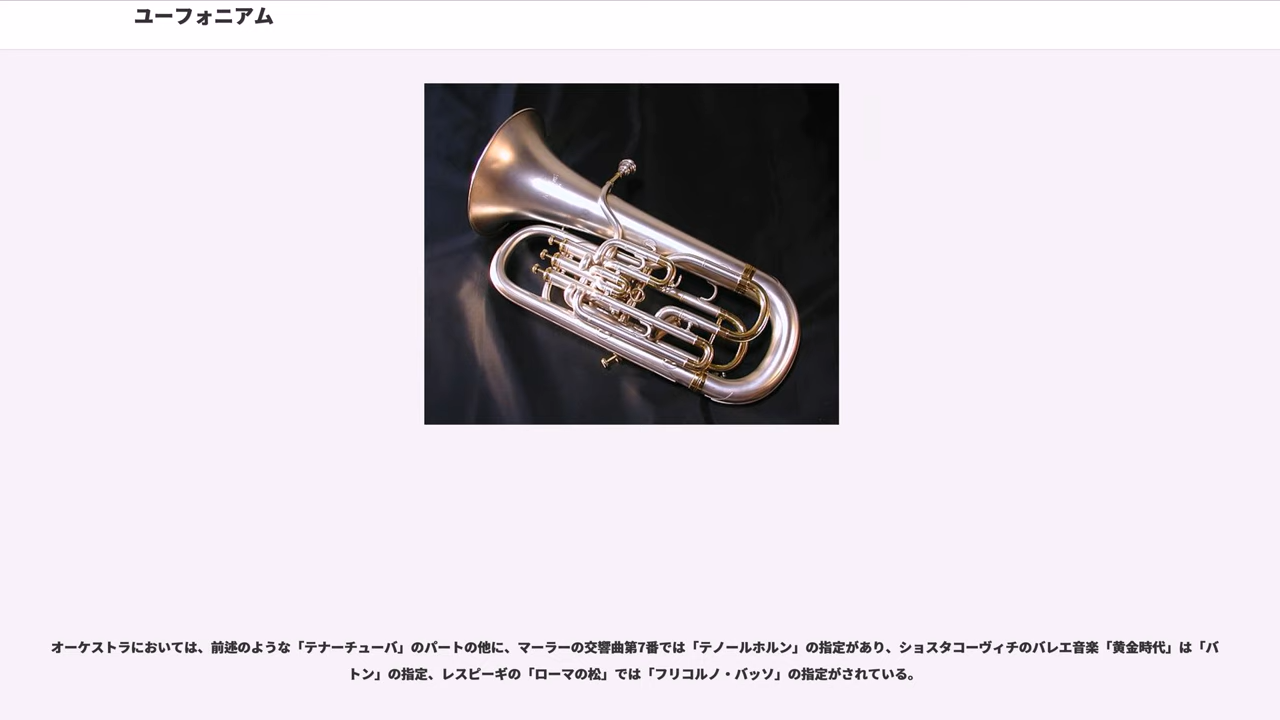 ユーフォニアム
オーケストラにおいては、前述のような「テナーチューバ」のパートの他に、マーラーの交響曲第7番では「テノールホルン」の指定があり、ショスタコーヴィチのバレエ音楽「黄金時代」は「バ
トン」の指定、レスピーギの「ローマの松」では「フリコルノ・バッソ」の指定がされている。